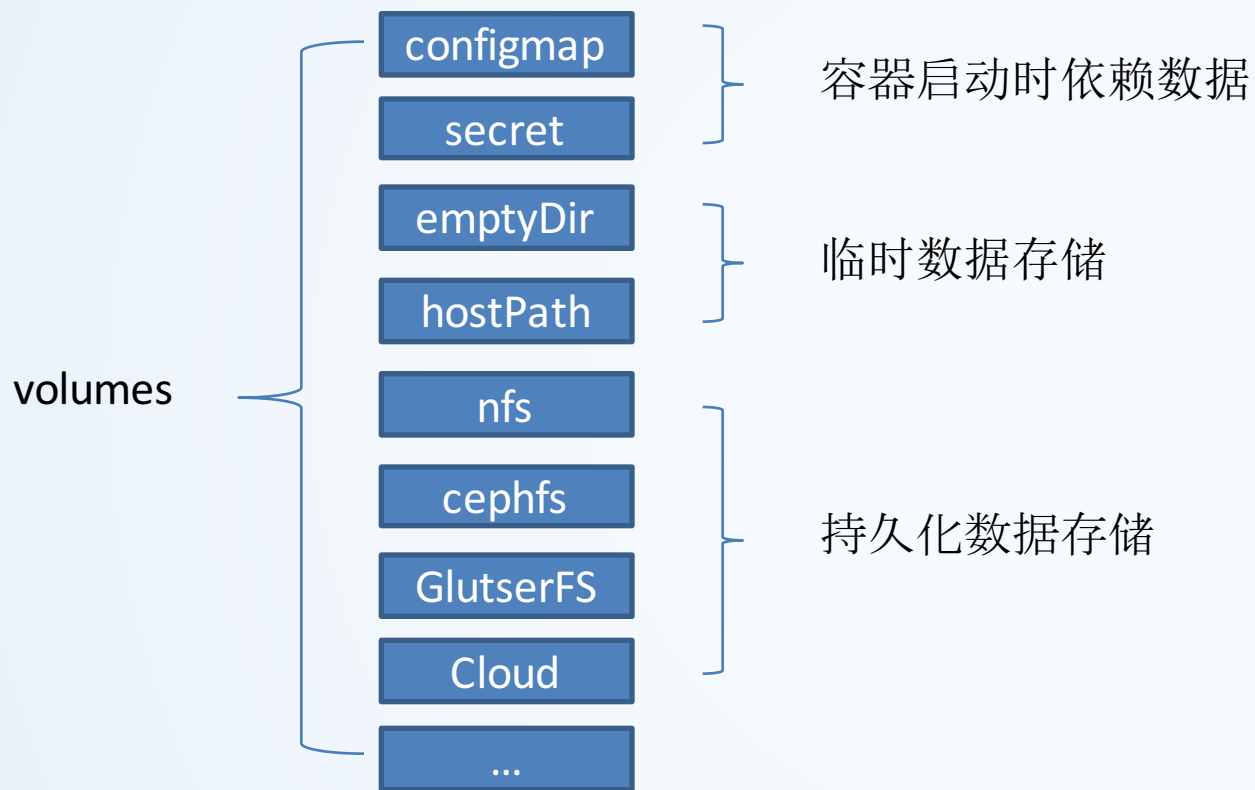 configmap
容器启动时依赖数据
secret
emptyDir
临时数据存储
hostPath
volumes
nfs
cephfs
持久化数据存储
GlutserFS
Cloud
...